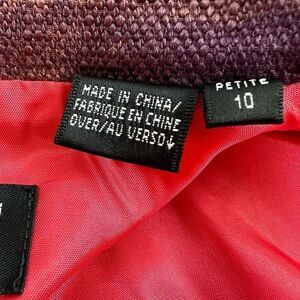 MADE IN CHINA/
FABRIQUE EN CHINE
OVER/AU VERSO↓
PETITE
10